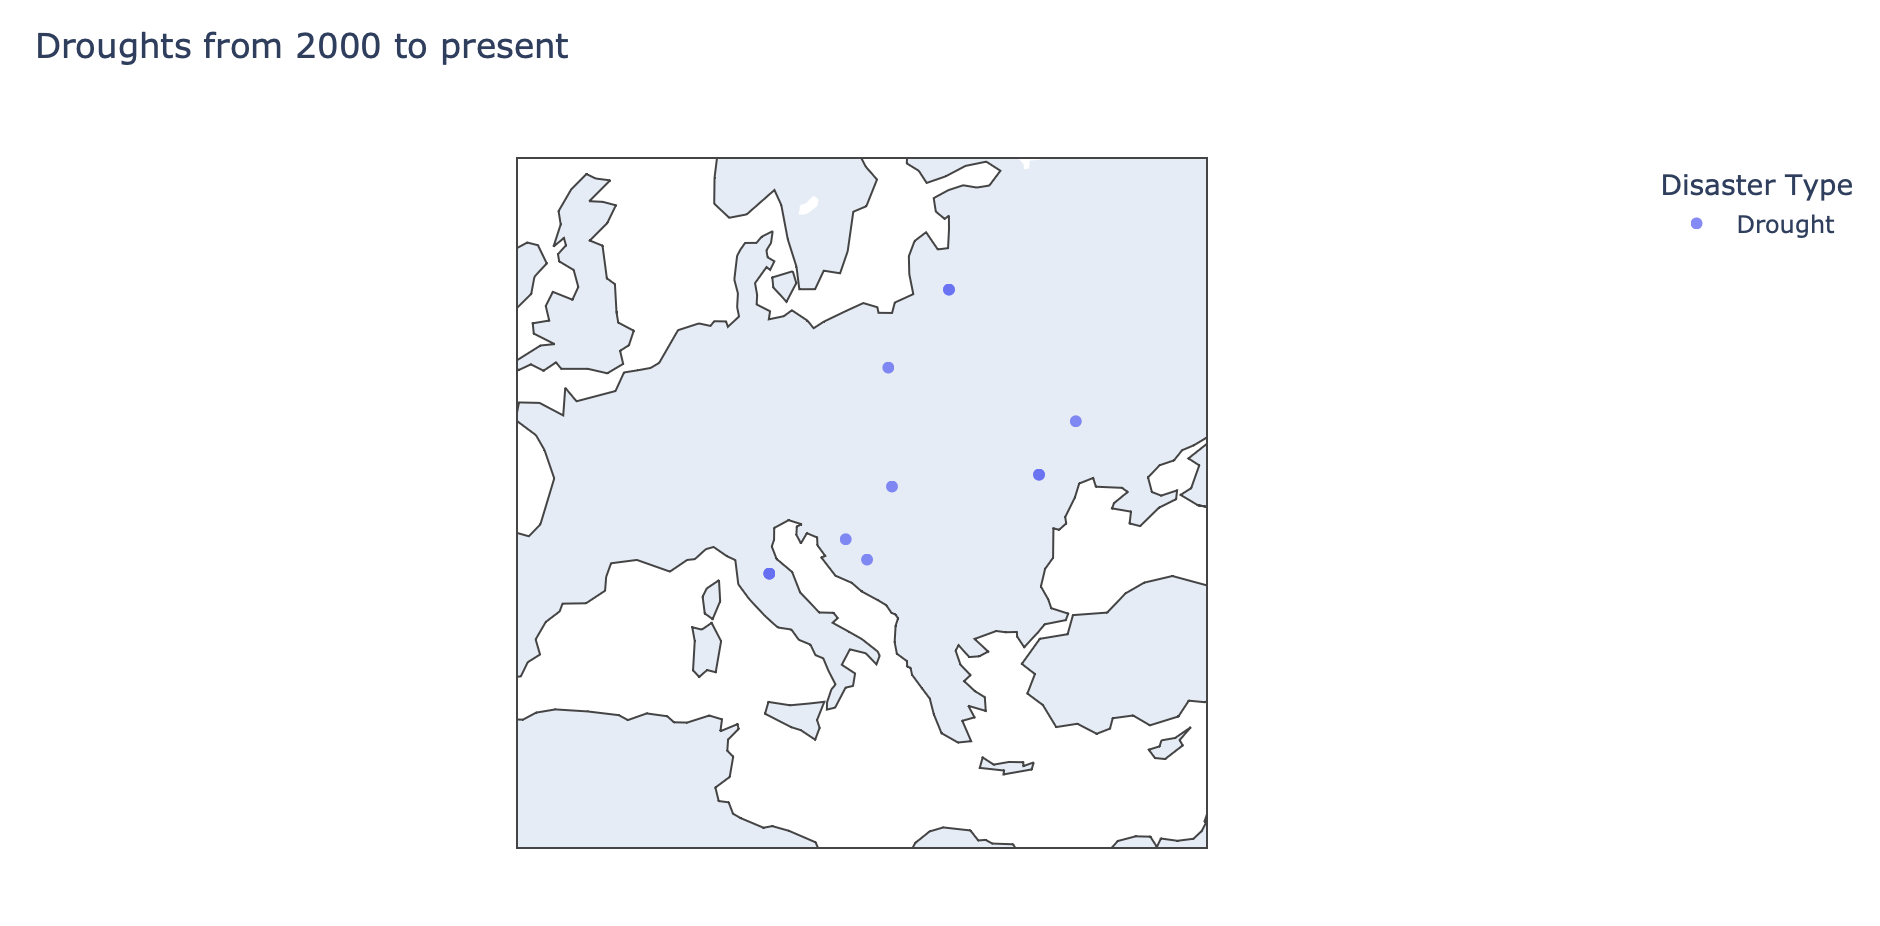 Droughts from 2000 to present
Disaster Type
Drought